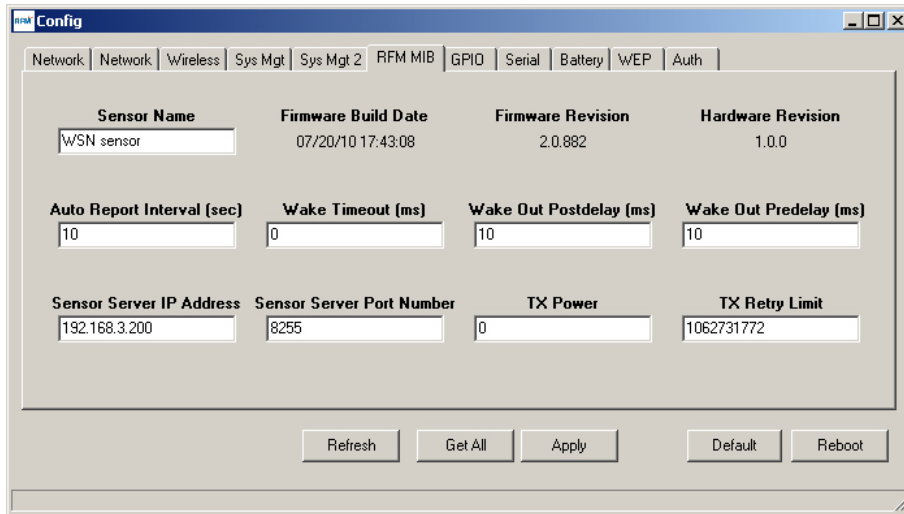 RFM Config
Network Network Wireless Sys Mgt Sys Mgt 2 RFM MIB GPIO Serial Battery WEP Auth
Sensor Name Firmware Build Date Firmware Revision Hardware Revision
WSN sensor 07/20/10 17:43:08 2.0.882 1.0.0
Auto Report Interval (sec) Wake Timeout (ms) Wake Out Postdelay (ms) Wake Out Predelay (ms)
10 0 10 10
Sensor Server IP Address Sensor Server Port Number TX Power TX Retry Limit
192.168.3.200 8255 0 1062731772
Refresh Get All Apply Default Reboot